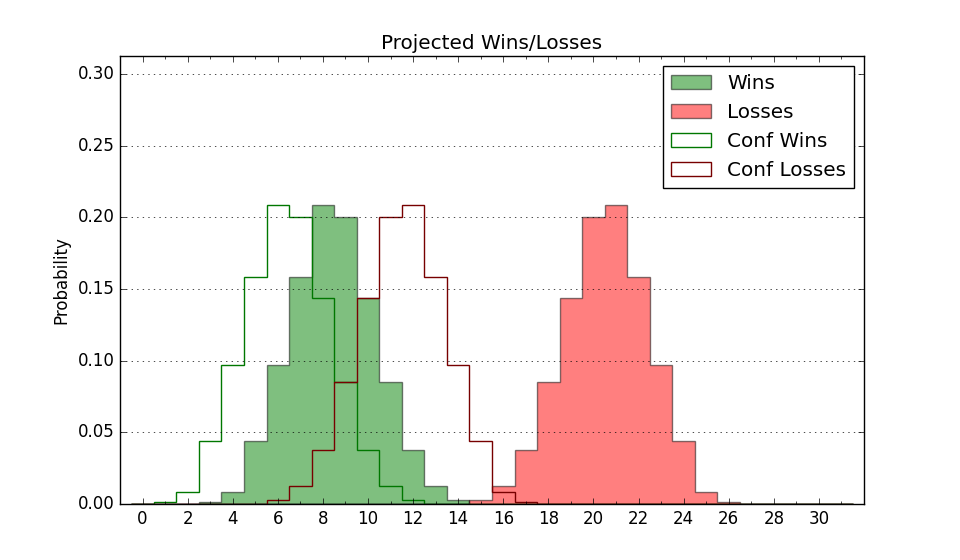 Projected Wins/Losses
0.30
0.25
0.20
0.15
0.10
0.05
0.00
Probability
Wins
Losses
Conf Wins
Conf Losses
0 2 4 6 8 10 12 14 16 18 20 22 24 26 28 30